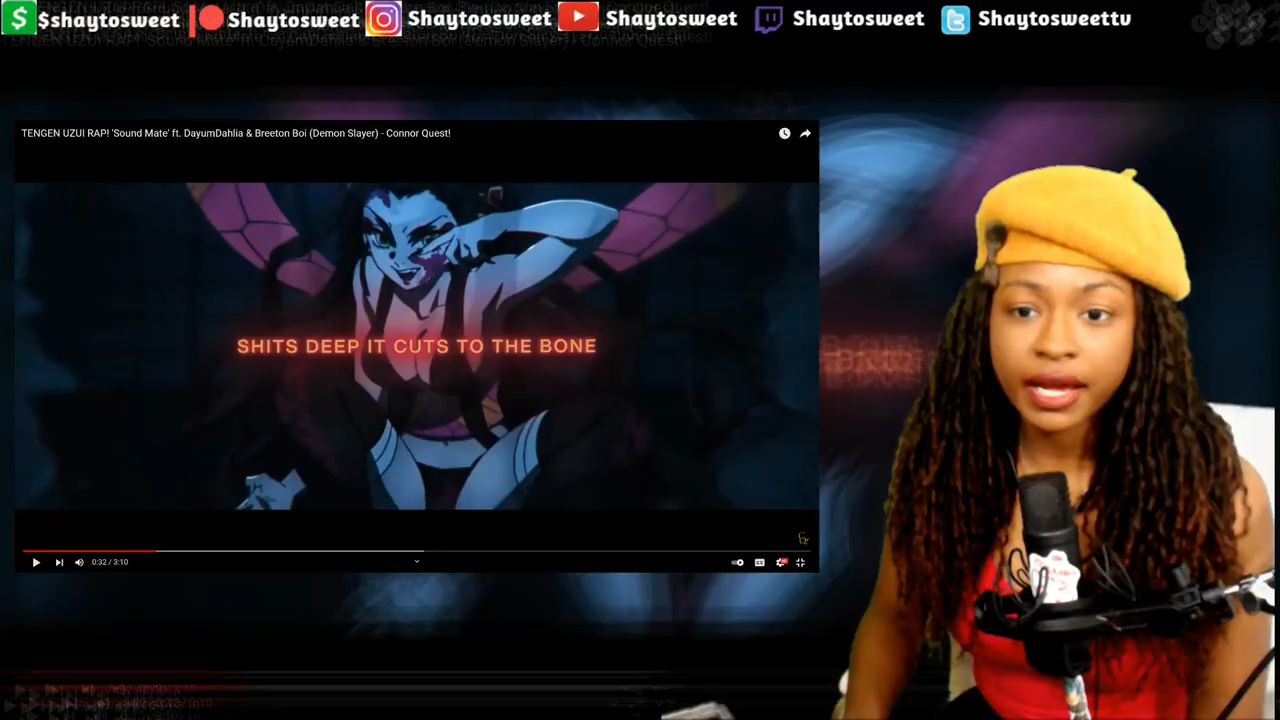 $shaytosweet Shaytosweet Shaytoosweet Shaytosweet Shaytosweet Shaytosweettv
TENGEN UZUI RAP! 'Sound Mate' ft. DayumDahlia & Breeton Boi (Demon Slayer) - Connor Quest!
SHITS DEEP IT CUTS TO THE BONE
0:32 / 3:10